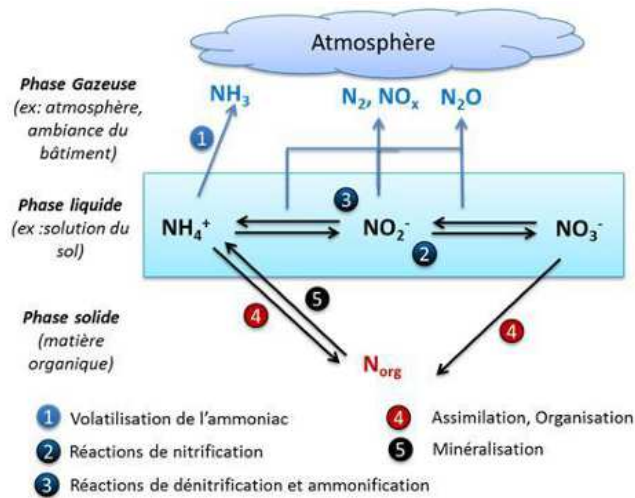 Atmosphère
Phase Gazeuse
(ex: atmosphère,
ambiance du
bâtiment)
NH₃
N₂, NOₓ
N₂O
1
Phase liquide
(ex :solution du
sol)
3
NH₄⁺
NO₂⁻
NO₃⁻
2
Phase solide
(matière
organique)
4
5
4
N_org
1 Volatilisation de l'ammoniac
2 Réactions de nitrification
3 Réactions de dénitrification et ammonification
4 Assimilation, Organisation
5 Minéralisation